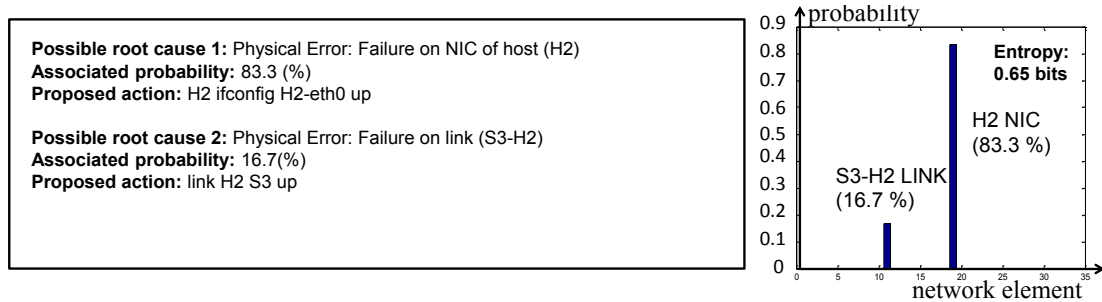 Possible root cause 1: Physical Error: Failure on NIC of host (H2)
Associated probability: 83.3 (%)
Proposed action: H2 ifconfig H2-eth0 up
Possible root cause 2: Physical Error: Failure on link (S3-H2)
Associated probability: 16.7(%)
Proposed action: link H2 S3 up
probability
0.9
0.8
0.7
0.6
0.5
0.4
0.3
0.2
0.1
0
Entropy:
0.65 bits
H2 NIC
(83.3 %)
S3-H2 LINK
(16.7 %)
0 5 10 15 20 25 30 35
network element